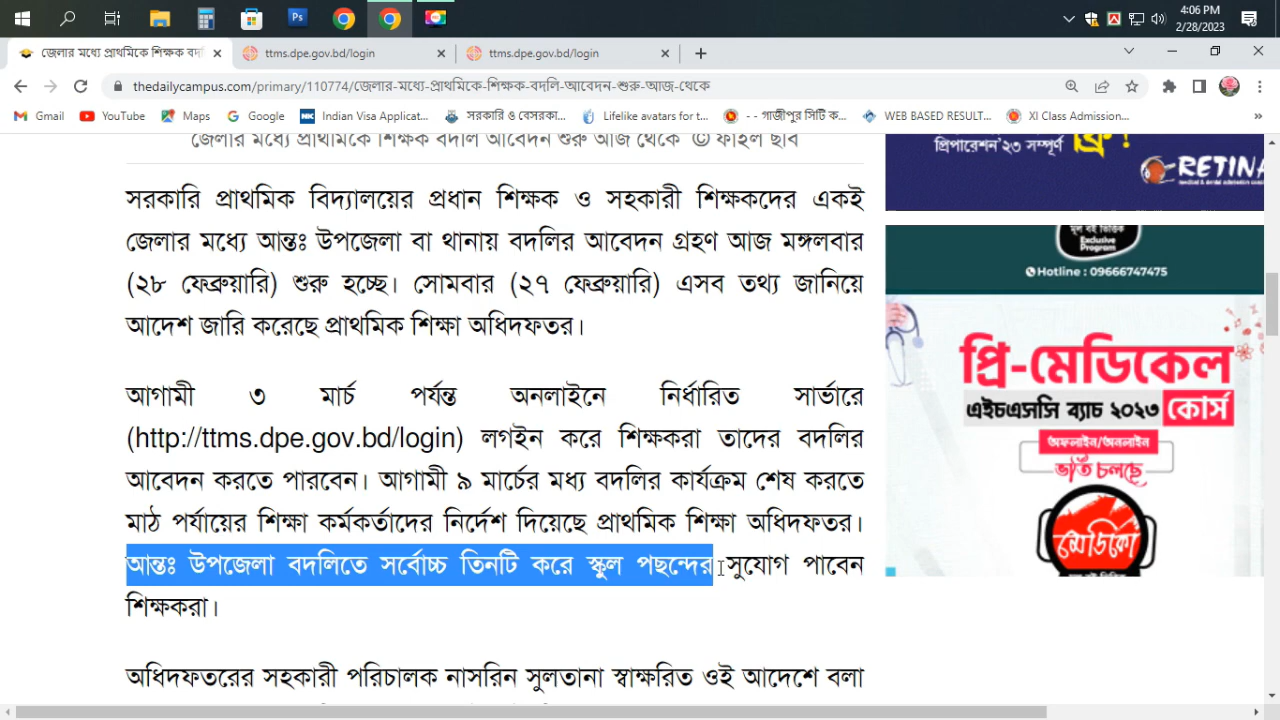 4:06 PM
2/28/2023
জেলার মধ্যে প্রাথমিকে শিক্ষক বদ
ttms.dpe.gov.bd/login
ttms.dpe.gov.bd/login
thedailycampus.com/primary/110774/জেলার-মধ্যে-প্রাথমিকে-শিক্ষক-বদলি-আবেদন-শুরু-আজ-থেকে
Gmail YouTube Maps Google Indian Visa Applicat... সরকারি ও বেসরকা... Lifelike avatars for t... - - গাজীপুর সিটি ক... WEB BASED RESULT... XI Class Admission...
জেলার মধ্যে প্রাথমিকে শিক্ষক বদলি আবেদন শুরু আজ থেকে © ফাইল ছবি
সরকারি প্রাথমিক বিদ্যালয়ের প্রধান শিক্ষক ও সহকারী শিক্ষকদের একই
জেলার মধ্যে আন্তঃ উপজেলা বা থানায় বদলির আবেদন গ্রহণ আজ মঙ্গলবার
(২৮ ফেব্রুয়ারি) শুরু হচ্ছে। সোমবার (২৭ ফেব্রুয়ারি) এসব তথ্য জানিয়ে
আদেশ জারি করেছে প্রাথমিক শিক্ষা অধিদফতর।
আগামী ৩ মার্চ পর্যন্ত অনলাইনে নির্ধারিত সার্ভারে
(http://ttms.dpe.gov.bd/login) লগইন করে শিক্ষকরা তাদের বদলির
আবেদন করতে পারবেন। আগামী ৯ মার্চের মধ্য বদলির কার্যক্রম শেষ করতে
মাঠ পর্যায়ের শিক্ষা কর্মকর্তাদের নির্দেশ দিয়েছে প্রাথমিক শিক্ষা অধিদফতর।
আন্তঃ উপজেলা বদলিতে সর্বোচ্চ তিনটি করে স্কুল পছন্দের সুযোগ পাবেন
শিক্ষকরা।
অধিদফতরের সহকারী পরিচালক নাসরিন সুলতানা স্বাক্ষরিত ওই আদেশে বলা
প্রিপারেশন'২৩ সম্পূর্ণ ফ্রি !
RETINA
মূল বই ভিত্তিক
Exclusive
Program
Hotline : 09666747475
প্রি-মেডিকেল
এইচএসসি ব্যাচ ২০২৩ কোর্স
অফলাইন/অনলাইন
ভর্তি চলছে
মেডিকো